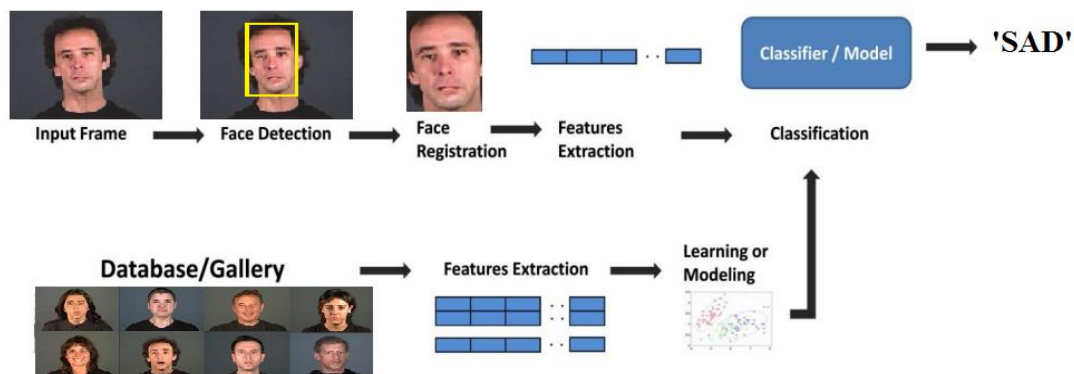 Classifier / Model
'SAD'
Input Frame
Face Detection
Face
Registration
Features
Extraction
Classification
Database/Gallery
Features Extraction
Learning or
Modeling